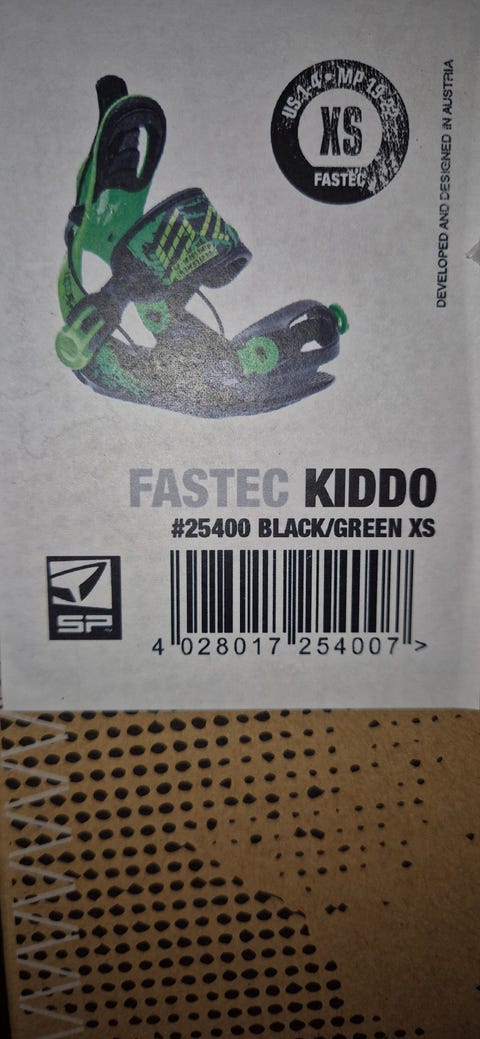 US 1-4 • MP 19-22
XS
FASTEC
DEVELOPED AND DESIGNED IN AUSTRIA
FASTEC KIDDO
#25400 BLACK/GREEN XS
SP
4 028017 254007 >